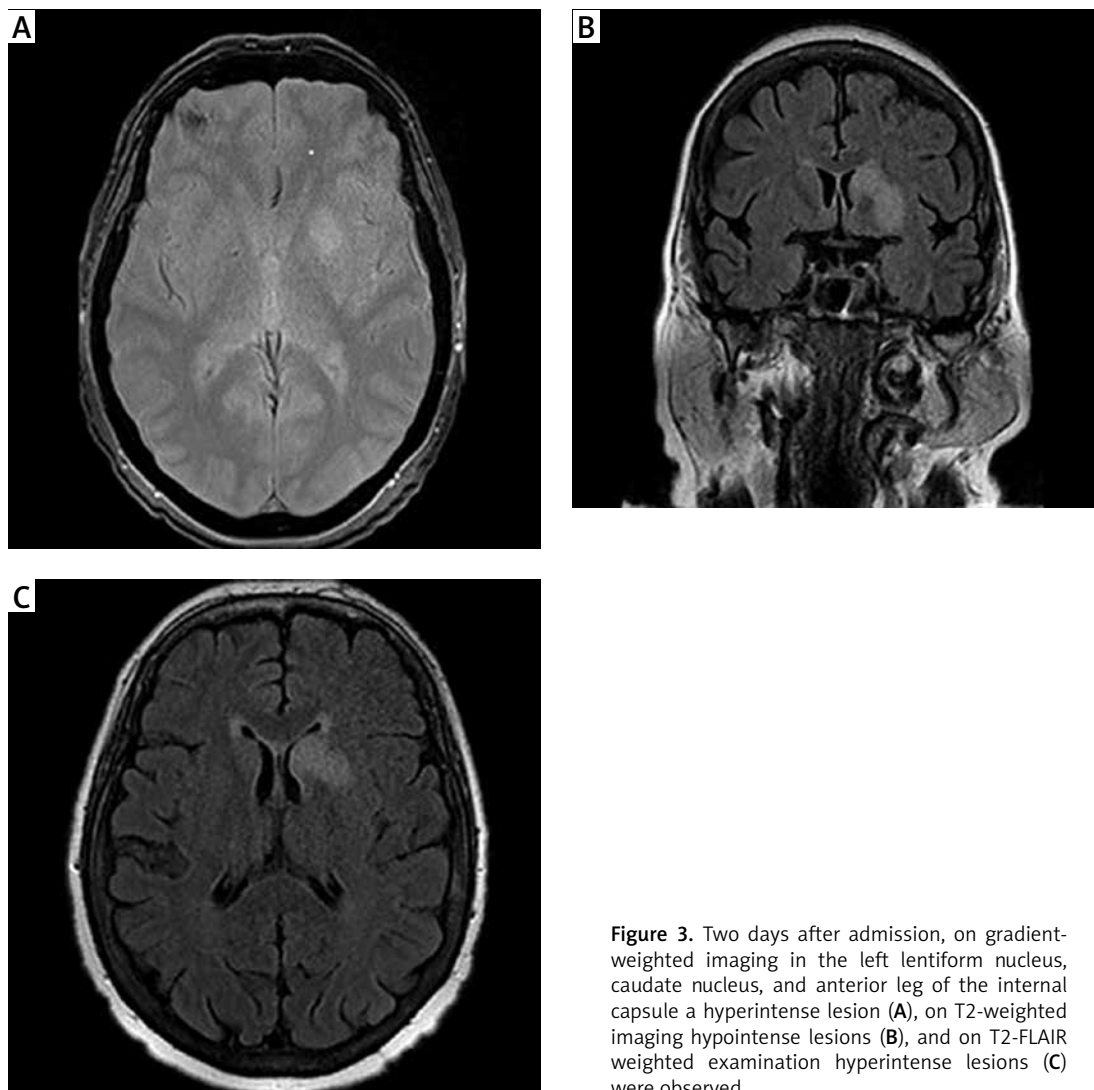 A
B
C
Figure 3. Two days after admission, on gradient-
weighted imaging in the left lentiform nucleus,
caudate nucleus, and anterior leg of the internal
capsule a hyperintense lesion (A), on T2-weighted
imaging hypointense lesions (B), and on T2-FLAIR
weighted examination hyperintense lesions (C)
were observed